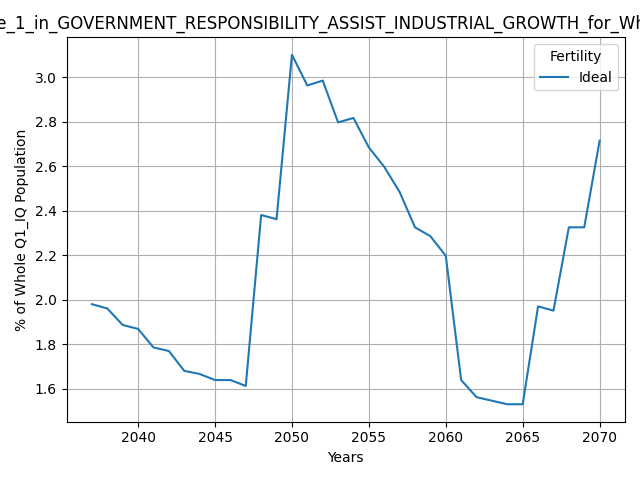 e_1_in_GOVERNMENT_RESPONSIBILITY_ASSIST_INDUSTRIAL_GROWTH_for_Wh
Fertility
Ideal
% of Whole Q1_IQ Population
3.0
2.8
2.6
2.4
2.2
2.0
1.8
1.6
2040 2045 2050 2055 2060 2065 2070
Years